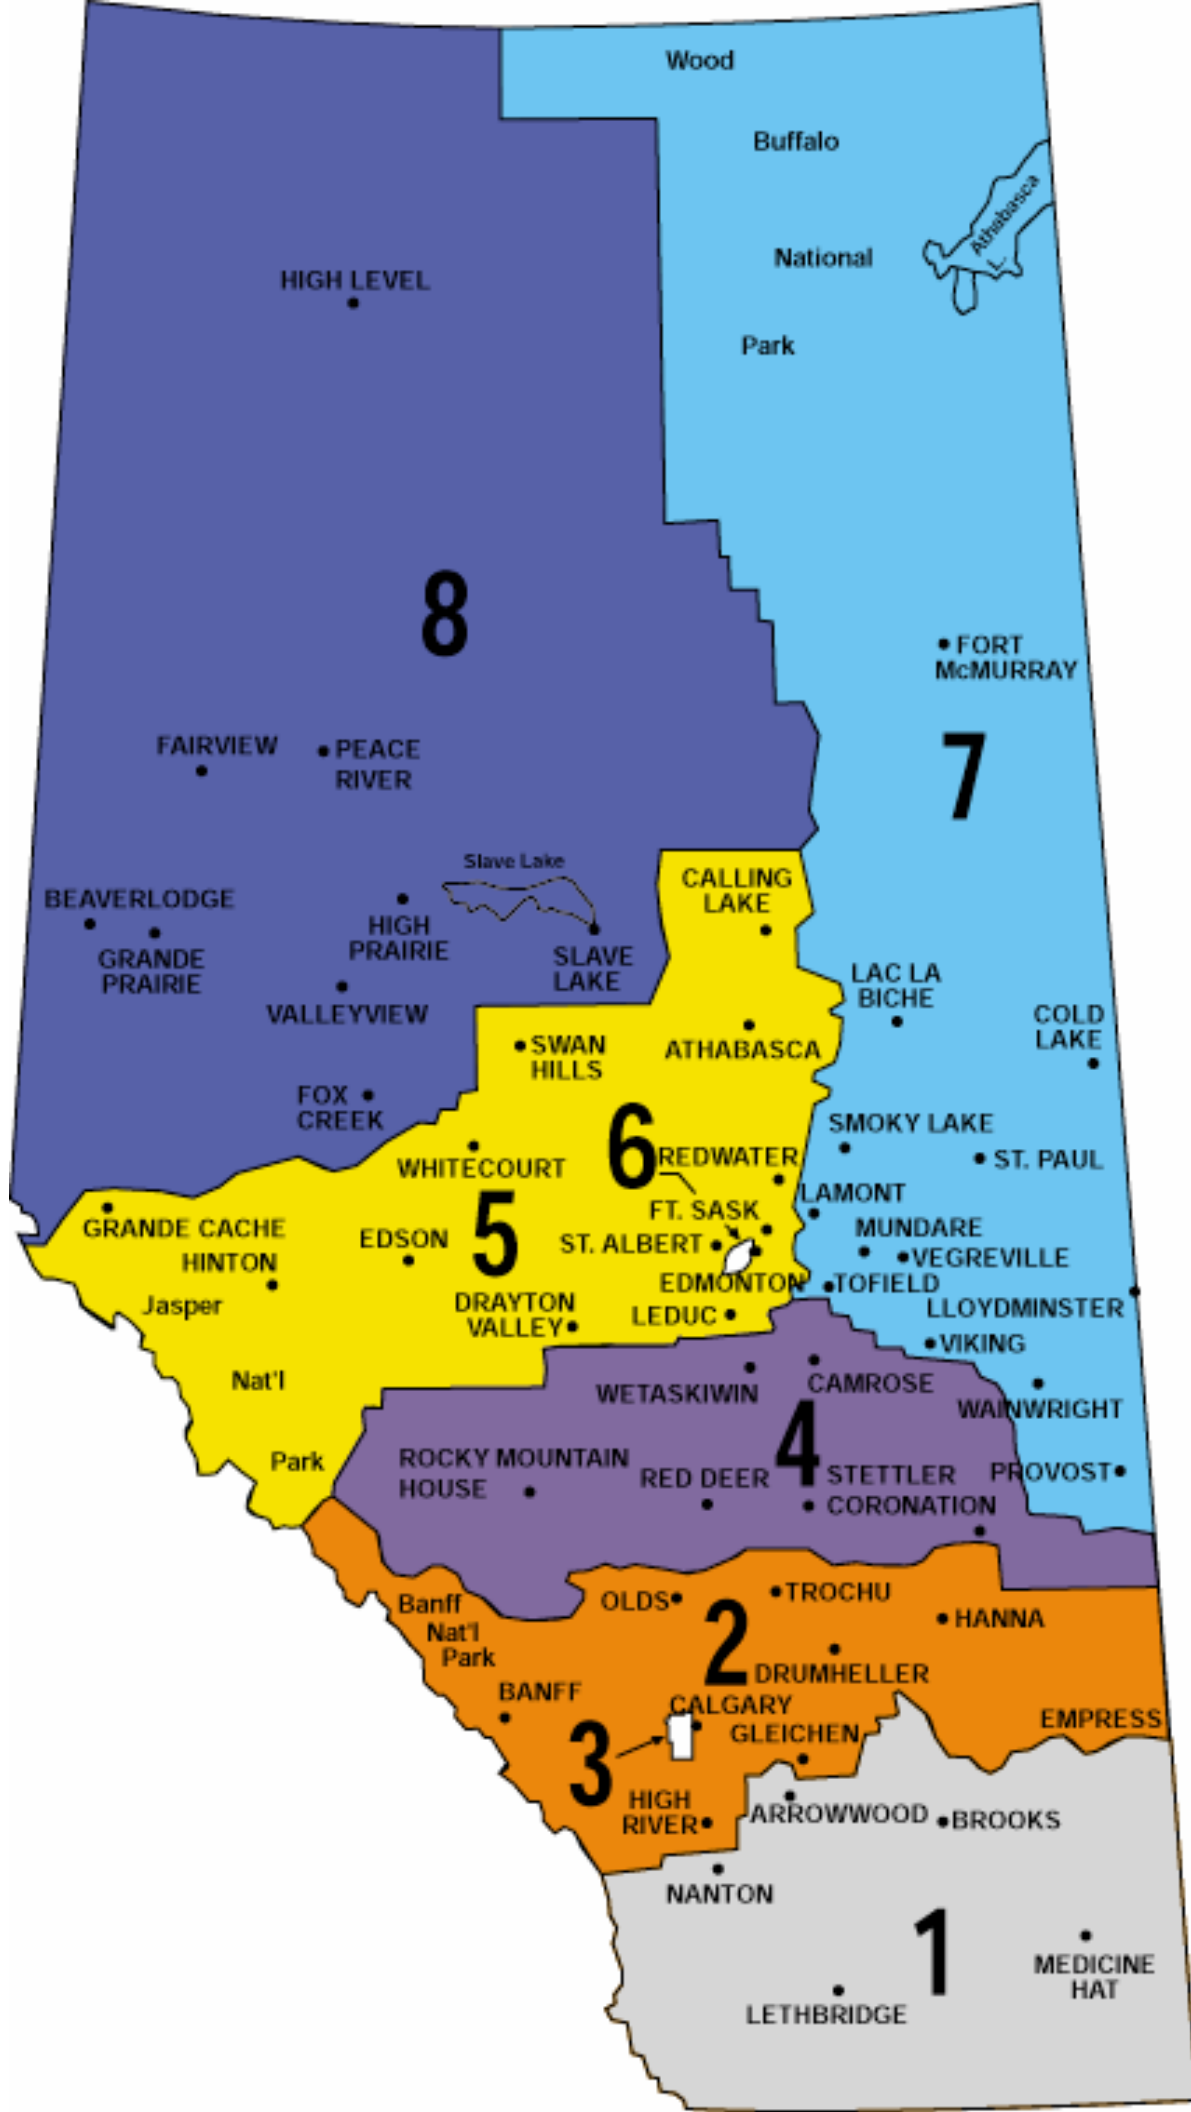 Wood
Buffalo
National
Park
L. Athabasca
HIGH LEVEL
8
FORT
McMURRAY
7
FAIRVIEW
PEACE
RIVER
Slave Lake
BEAVERLODGE
GRANDE
PRAIRIE
HIGH
PRAIRIE
SLAVE
LAKE
VALLEYVIEW
FOX
CREEK
CALLING
LAKE
LAC LA
BICHE
COLD
LAKE
SWAN
HILLS
ATHABASCA
6
SMOKY LAKE
REDWATER
ST. PAUL
WHITECOURT
LAMONT
5
GRANDE CACHE
FT. SASK
MUNDARE
HINTON
EDSON
ST. ALBERT
VEGREVILLE
EDMONTON
TOFIELD
Jasper
Nat'l
Park
DRAYTON
VALLEY
LEDUC
LLOYDMINSTER
VIKING
WETASKIWIN
CAMROSE
WAINWRIGHT
4
ROCKY MOUNTAIN
HOUSE
RED DEER
STETTLER
PROVOST
CORONATION
Banff
Nat'l
Park
OLDS
TROCHU
2
HANNA
DRUMHELLER
BANFF
CALGARY
3
GLEICHEN
EMPRESS
HIGH
RIVER
ARROWWOOD
BROOKS
NANTON
1
MEDICINE
HAT
LETHBRIDGE